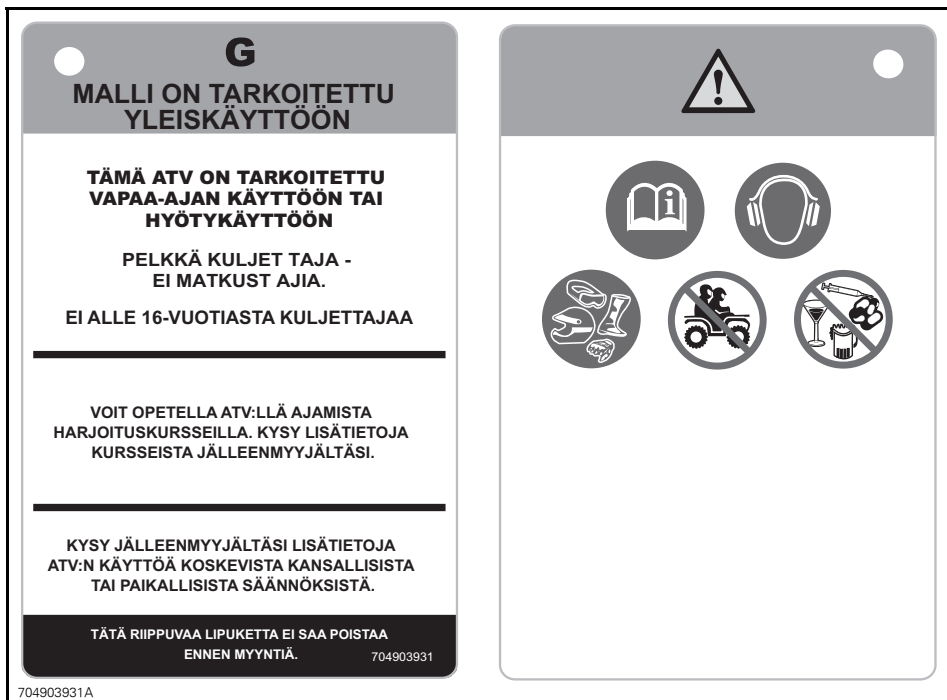 G
MALLI ON TARKOITETTU
YLEISKÄYTTÖÖN
TÄMÄ ATV ON TARKOITETTU
VAPAA-AJAN KÄYTTÖÖN TAI
HYÖTYKÄYTTÖÖN
PELKKÄ KULJET TAJA -
EI MATKUST AJIA.
EI ALLE 16-VUOTIASTA KULJETTAJAA
VOIT OPETELLA ATV:LLÄ AJAMISTA
HARJOITUSKURSSEILLA. KYSY LISÄTIETOJA
KURSSEISTA JÄLLEENMYYJÄLTÄSI.
KYSY JÄLLEENMYYJÄLTÄSI LISÄTIETOJA
ATV:N KÄYTTÖÄ KOSKEVISTA KANSALLISISTA
TAI PAIKALLISISTA SÄÄNNÖKSISTÄ.
TÄTÄ RIIPPUVAA LIPUKETTA EI SAA POISTAA
ENNEN MYYNTIÄ. 704903931
704903931A